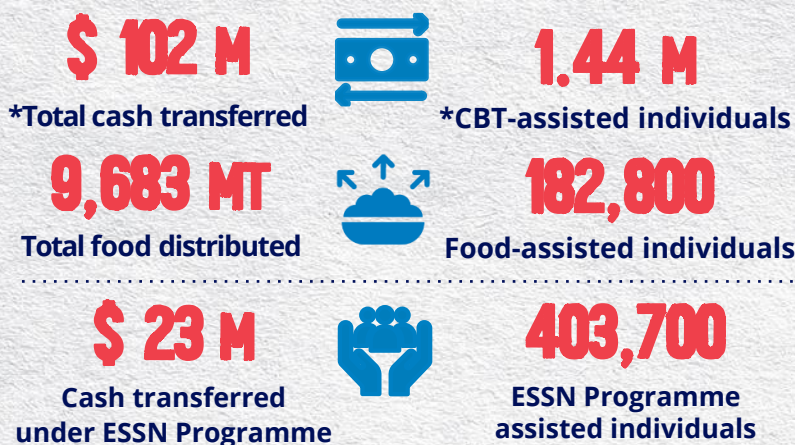 $ 102 M
1.44 M
*Total cash transferred
*CBT-assisted individuals
9,683 MT
182,800
Total food distributed
Food-assisted individuals
$ 23 M
403,700
Cash transferred
under ESSN Programme
ESSN Programme
assisted individuals